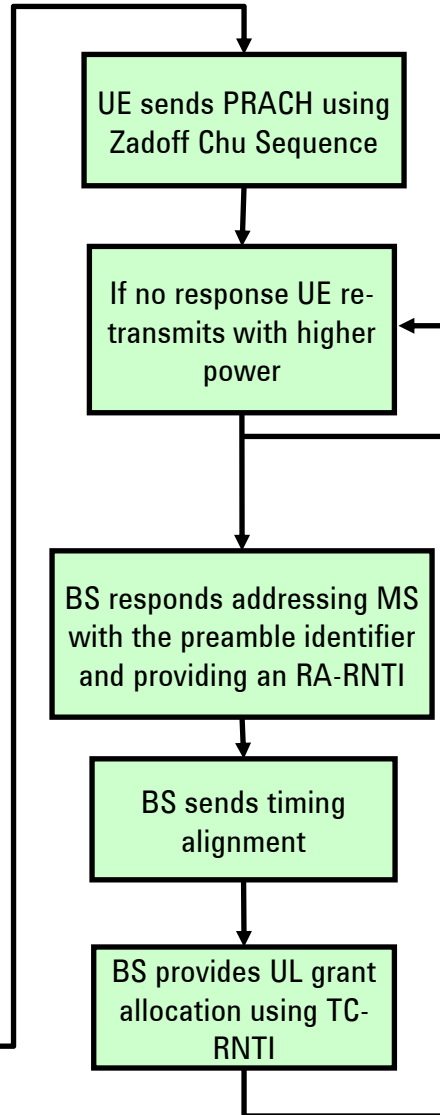 UE sends PRACH using
Zadoff Chu Sequence
If no response UE re-
transmits with higher
power
BS responds addressing MS
with the preamble identifier
and providing an RA-RNTI
BS sends timing
alignment
BS provides UL grant
allocation using TC-
RNTI